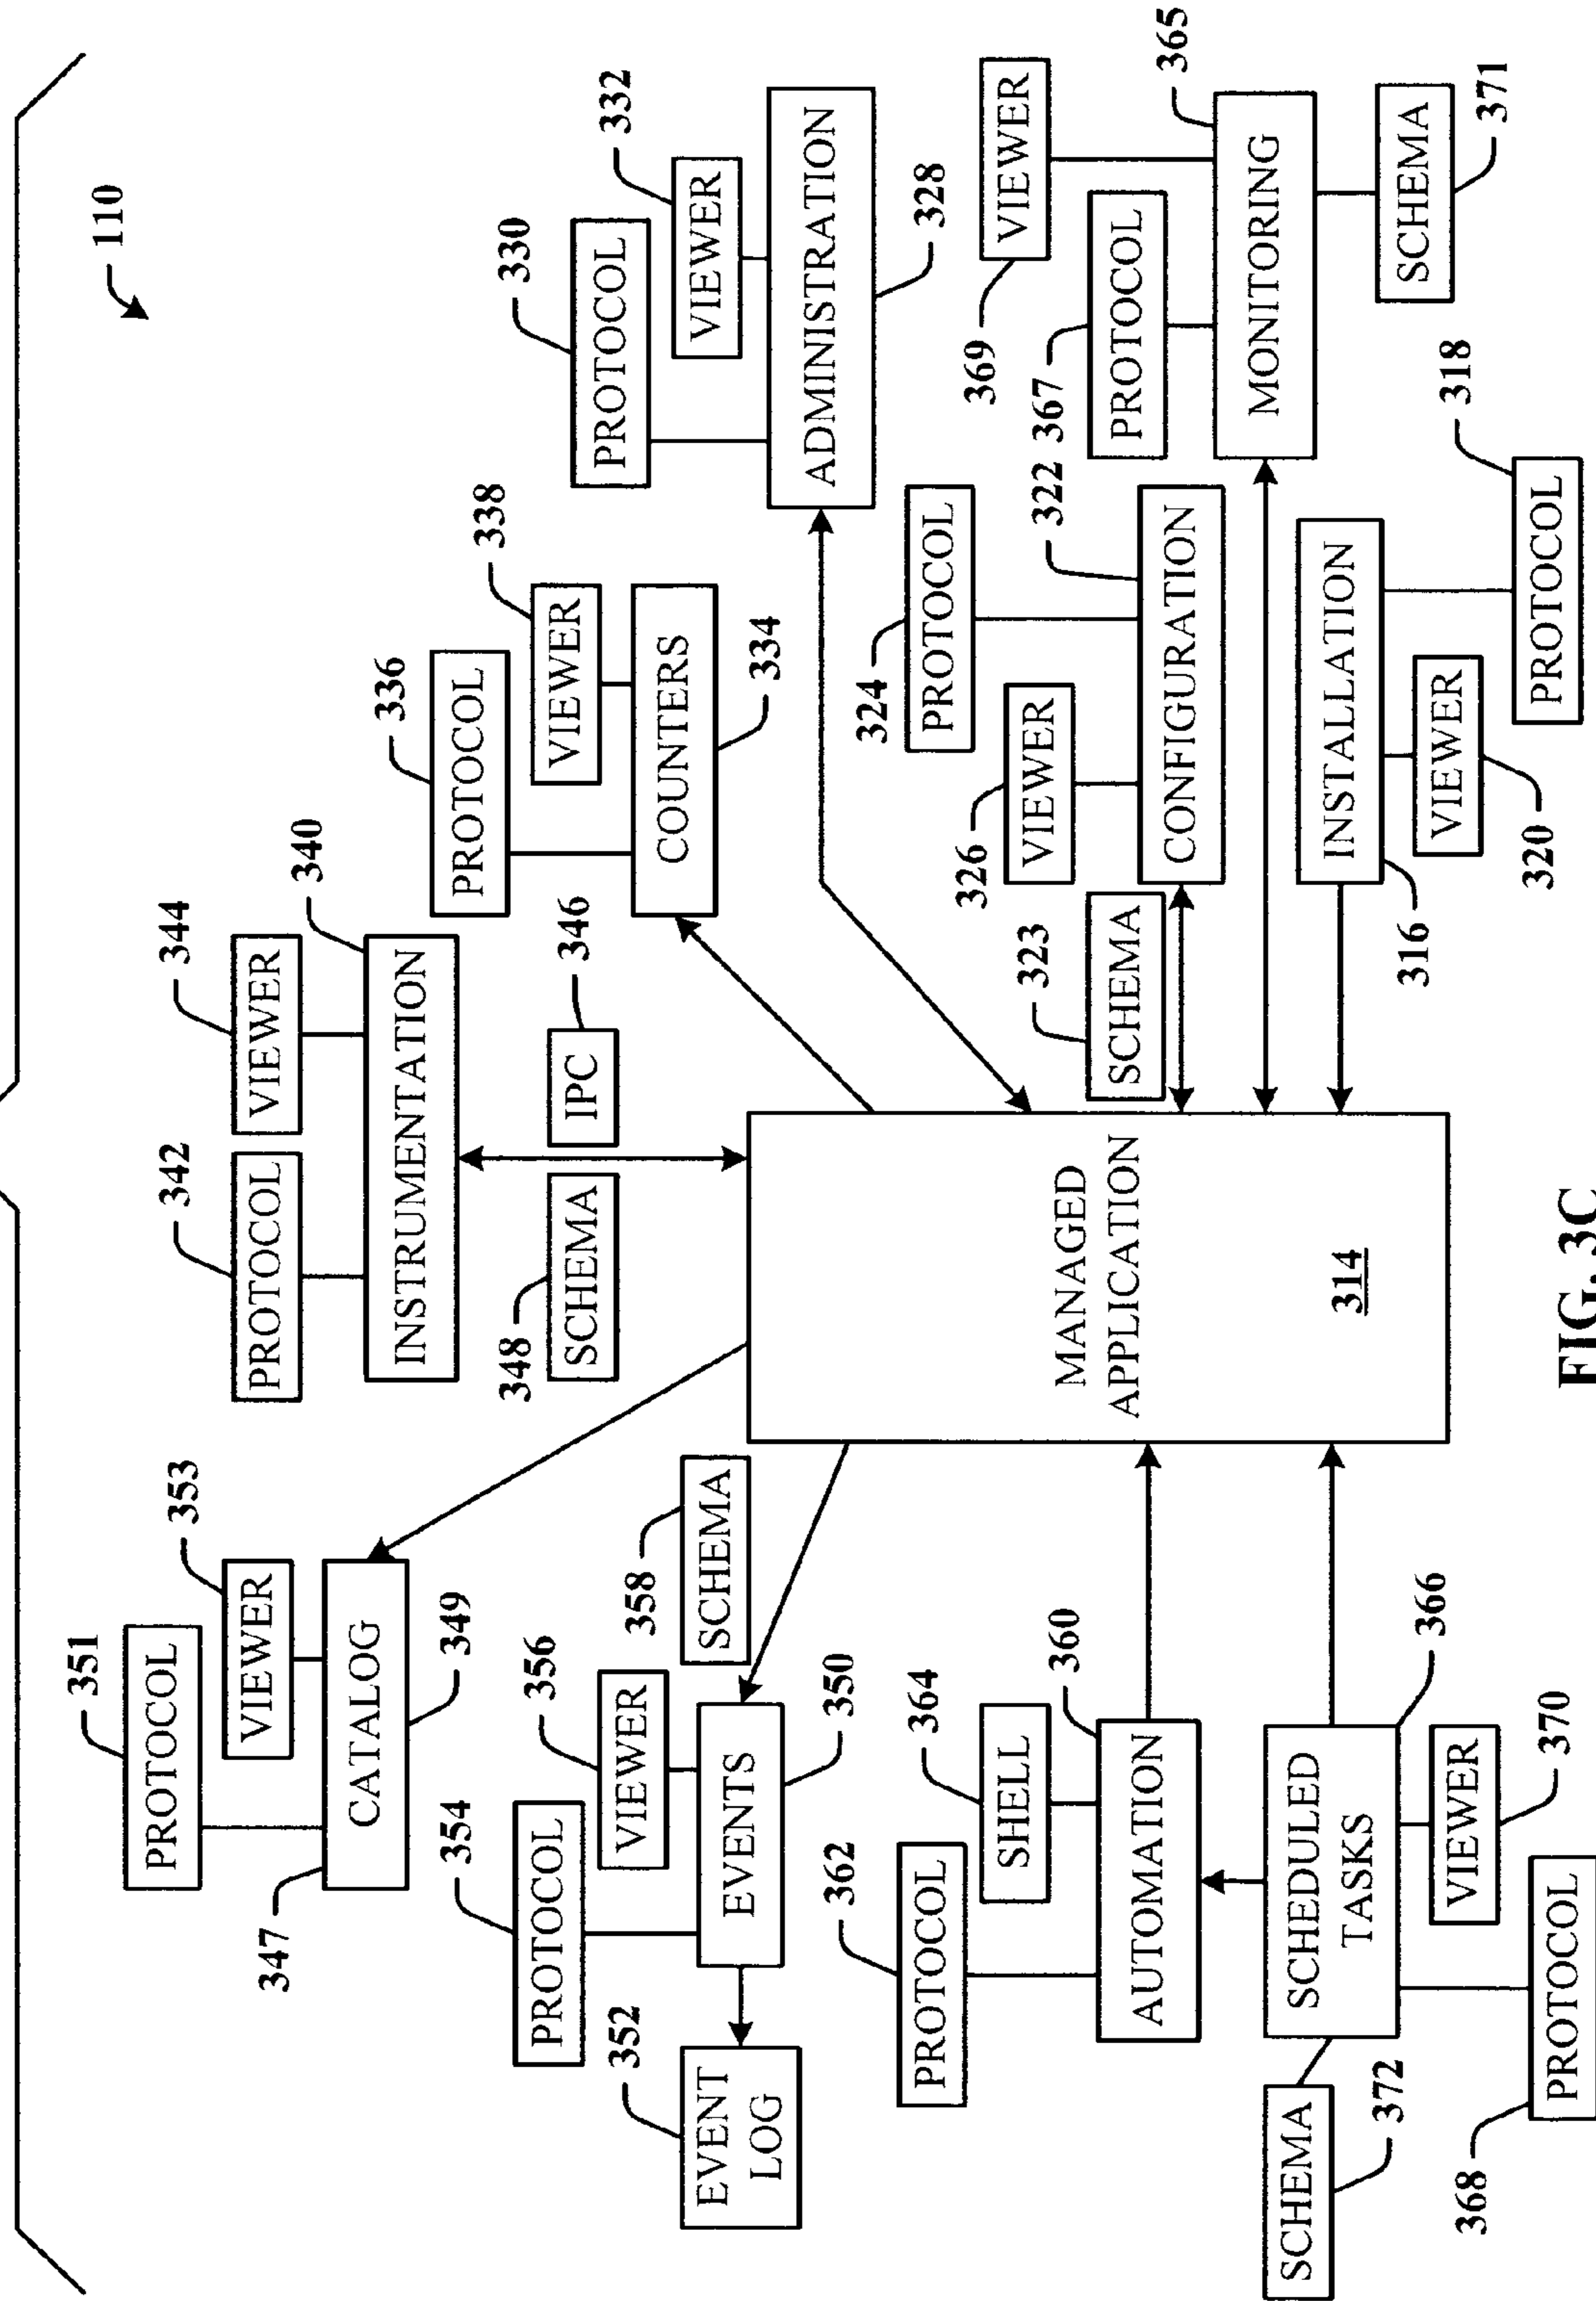 110
351
PROTOCOL
353
VIEWER
347
CATALOG
349
342
PROTOCOL
344
VIEWER
340
INSTRUMENTATION
348
SCHEMA
IPC
346
336
PROTOCOL
338
VIEWER
COUNTERS
334
330
PROTOCOL
332
VIEWER
ADMINISTRATION
328
354
PROTOCOL
356
VIEWER
358
SCHEMA
EVENTS
350
352
EVENT
LOG
362
PROTOCOL
364
SHELL
360
AUTOMATION
SCHEDULED
TASKS
366
SCHEMA
372
VIEWER
370
368
PROTOCOL
MANAGED
APPLICATION
314
323
SCHEMA
326
VIEWER
324
PROTOCOL
322
CONFIGURATION
367
PROTOCOL
369
VIEWER
365
MONITORING
SCHEMA
371
INSTALLATION
316
VIEWER
320
PROTOCOL
318
FIG. 3C